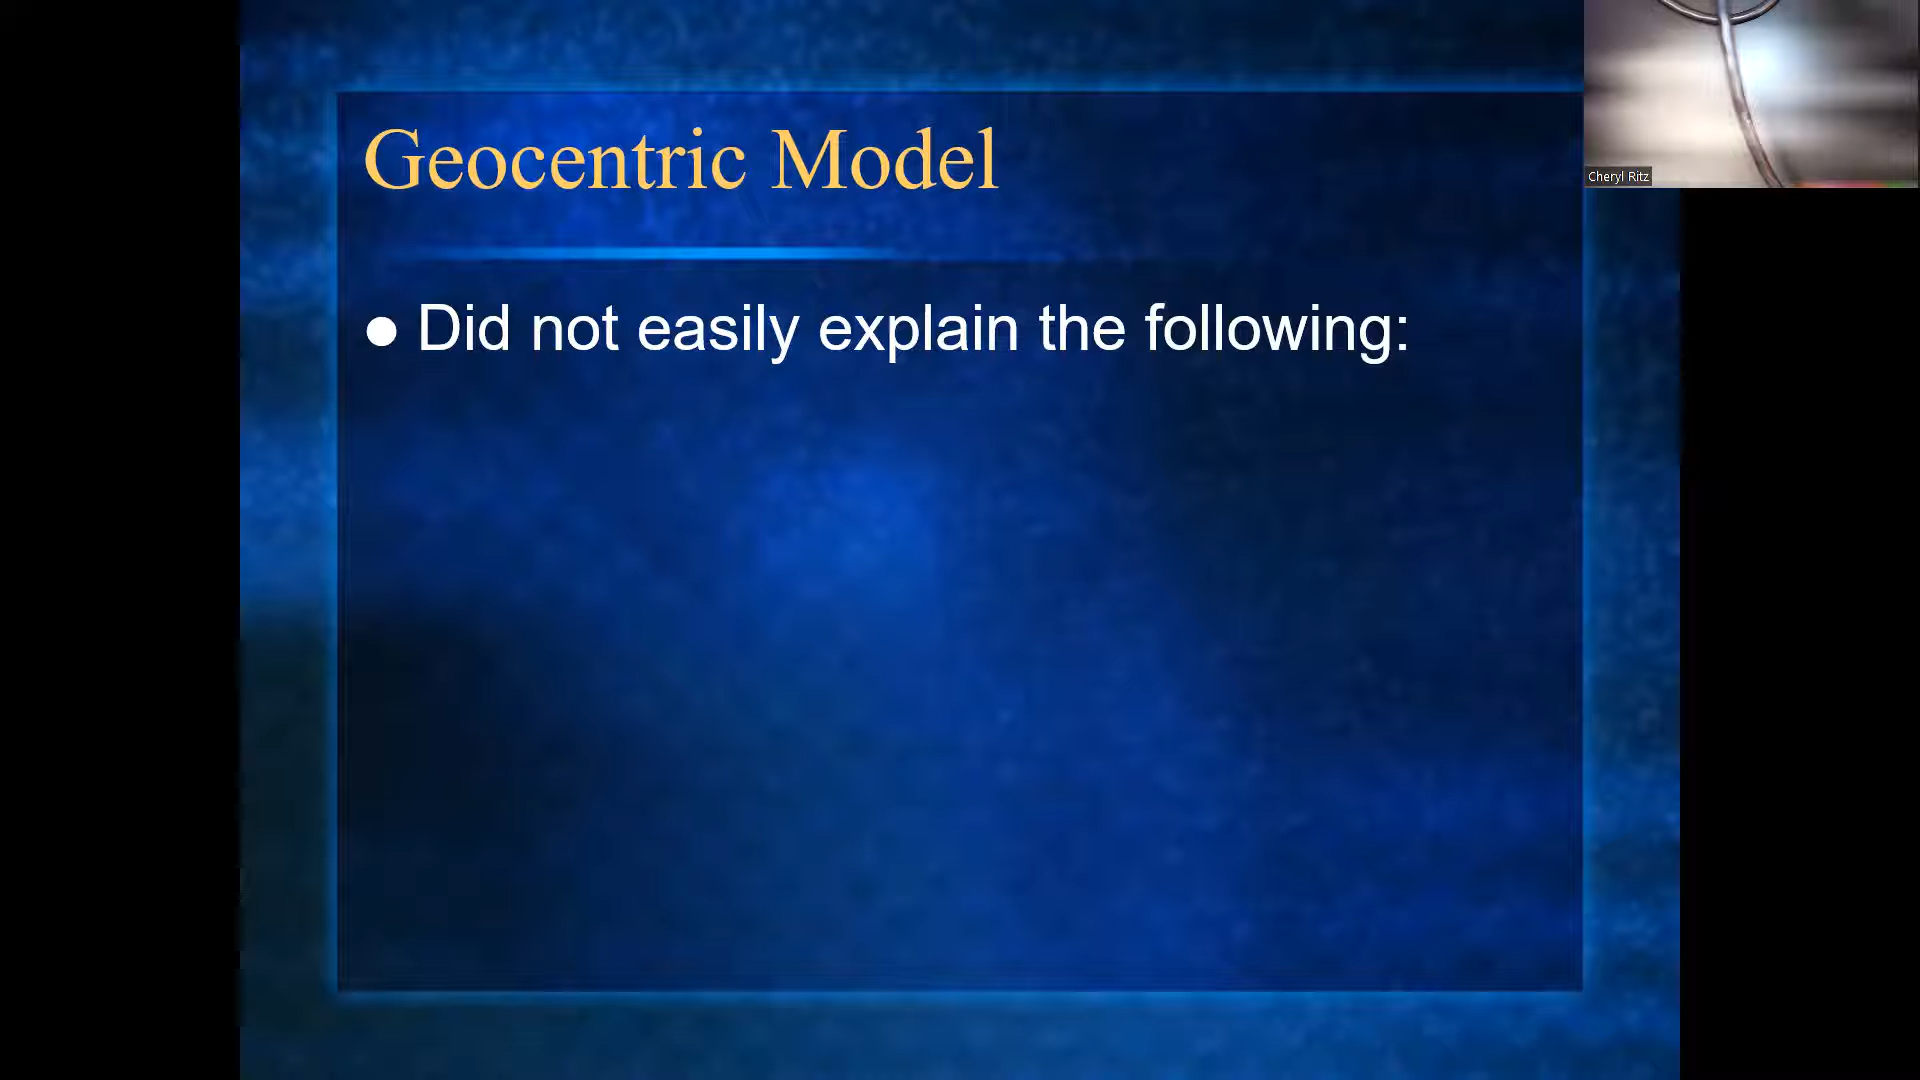 Geocentric Model
● Did not easily explain the following:
Cheryl Ritz